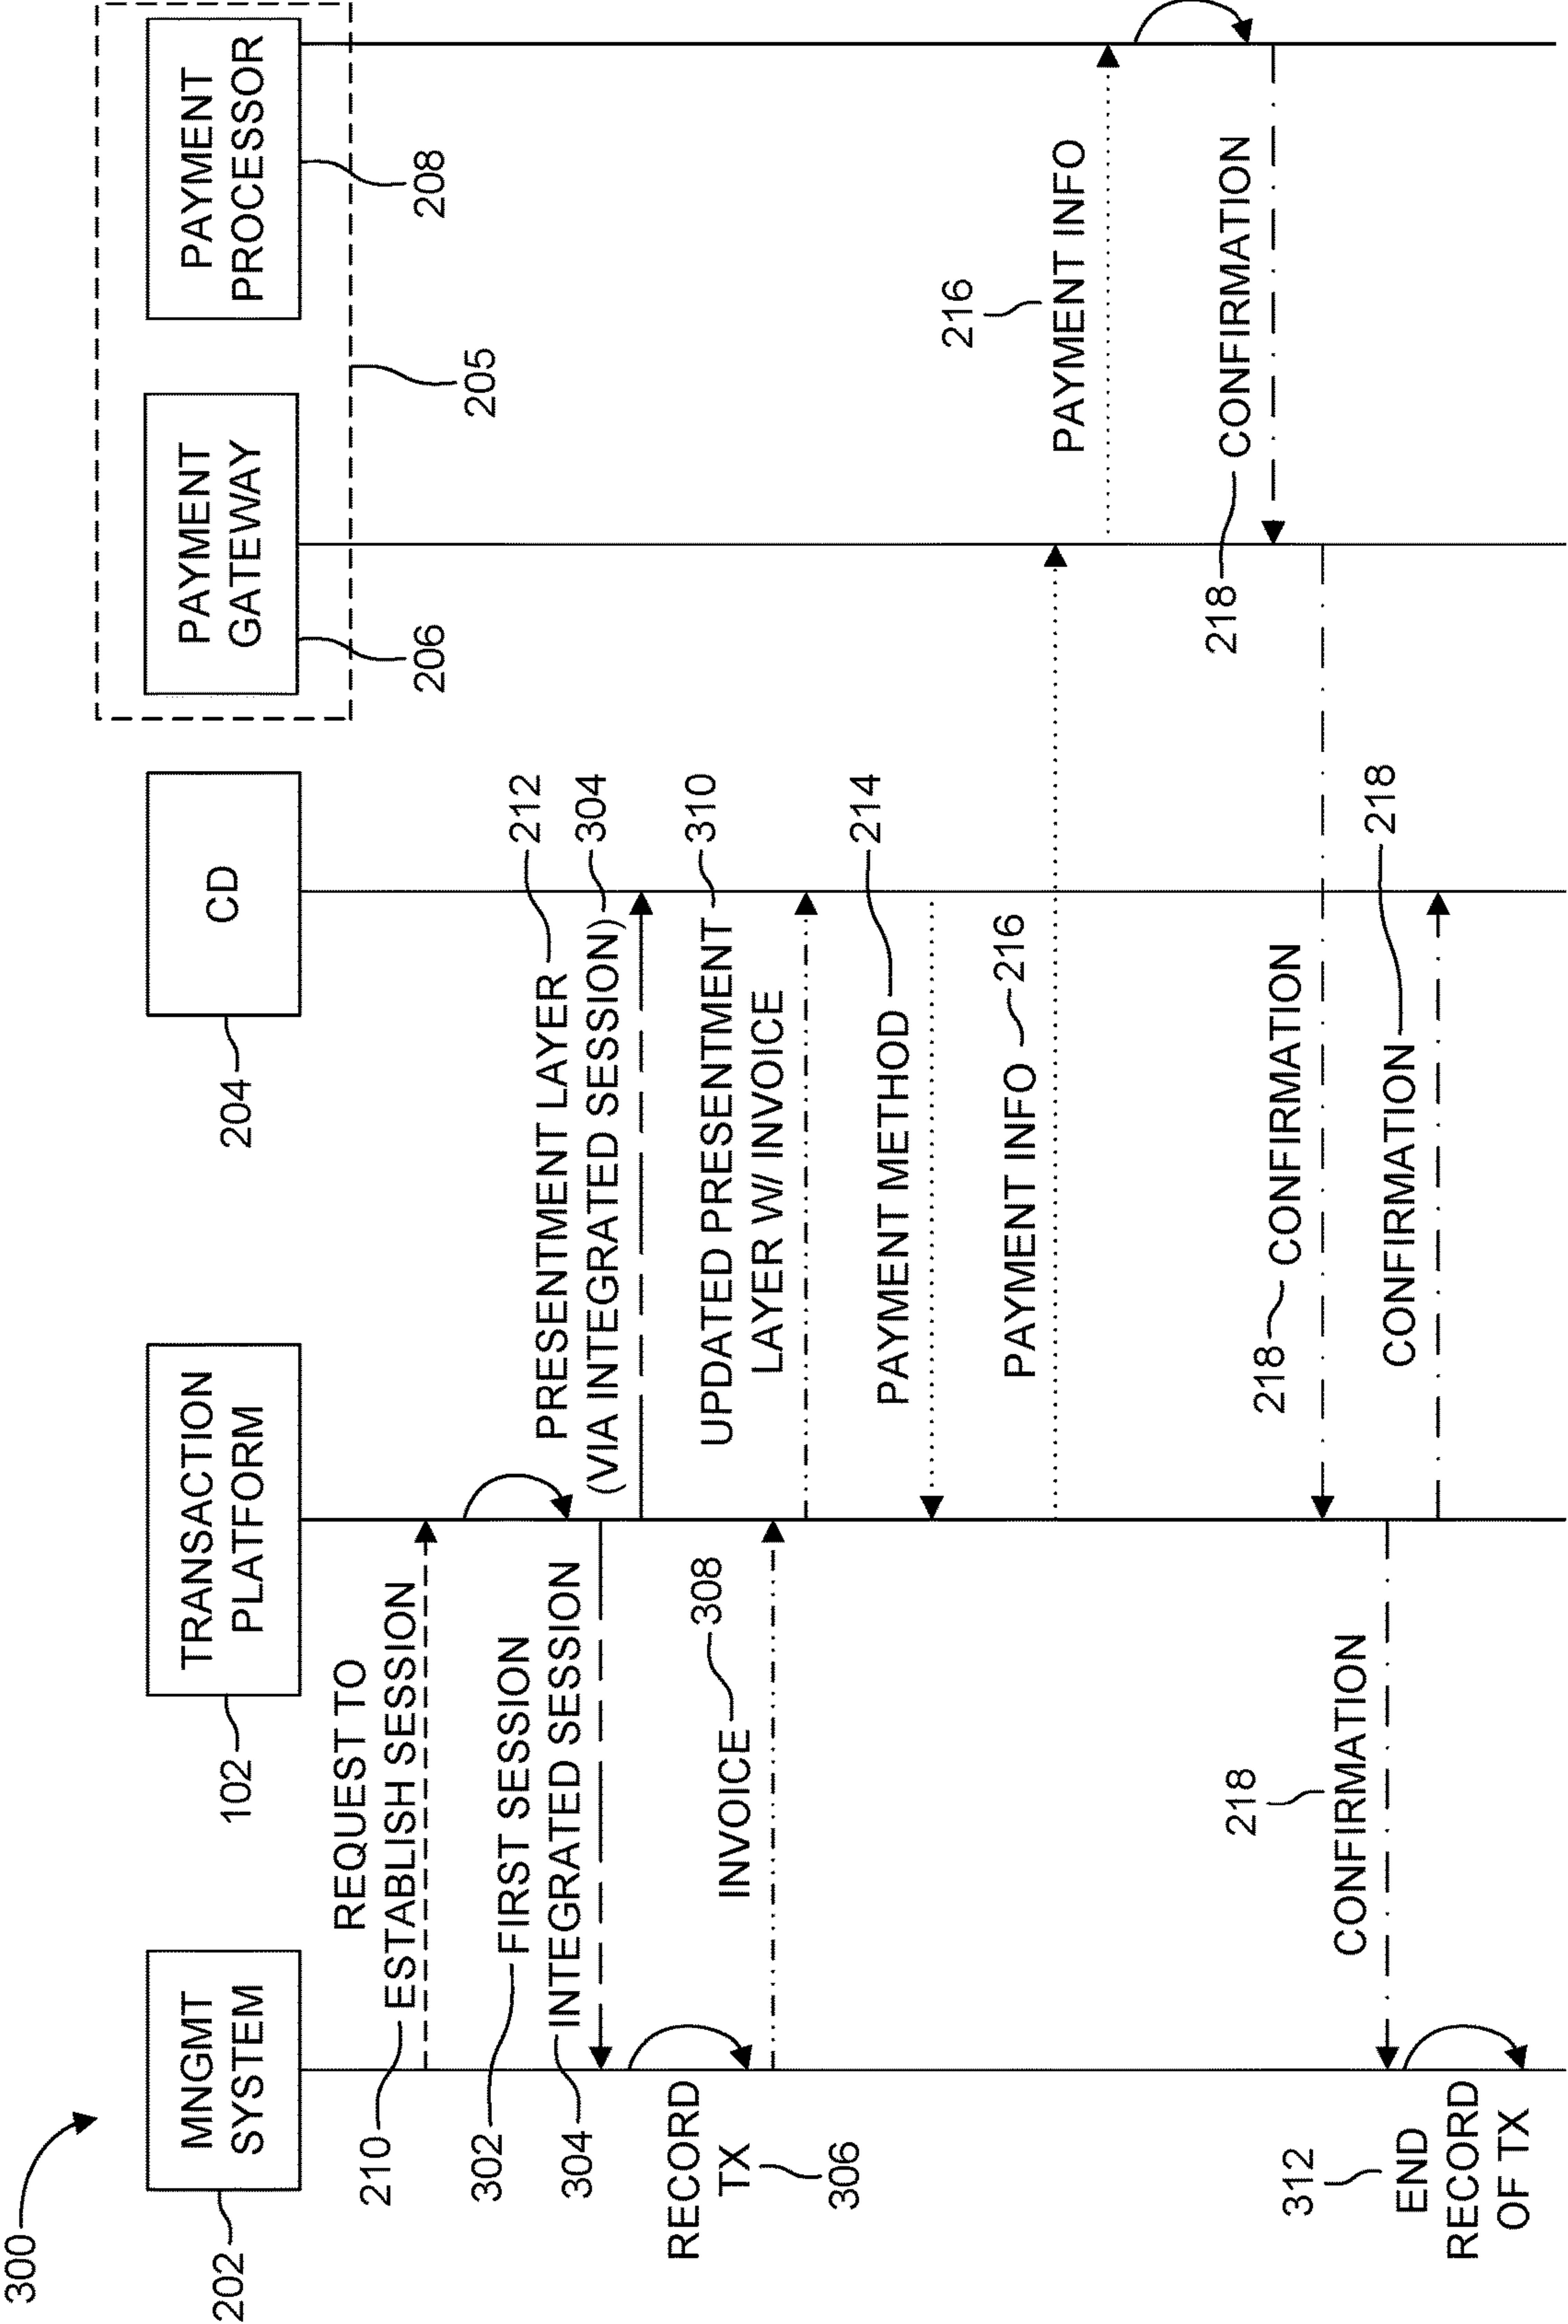 300
MNGMT
SYSTEM
202
TRANSACTION
PLATFORM
102
CD
204
PAYMENT
GATEWAY
206
PAYMENT
PROCESSOR
208
205
REQUEST TO
ESTABLISH SESSION
210
302
FIRST SESSION
304
INTEGRATED SESSION
PRESENTMENT LAYER
212
(VIA INTEGRATED SESSION)
304
RECORD
TX
306
INVOICE
308
UPDATED PRESENTMENT
LAYER W/ INVOICE
310
PAYMENT METHOD
214
PAYMENT INFO
216
216
PAYMENT INFO
218
CONFIRMATION
218
CONFIRMATION
218
CONFIRMATION
CONFIRMATION
218
312
END
RECORD
OF TX